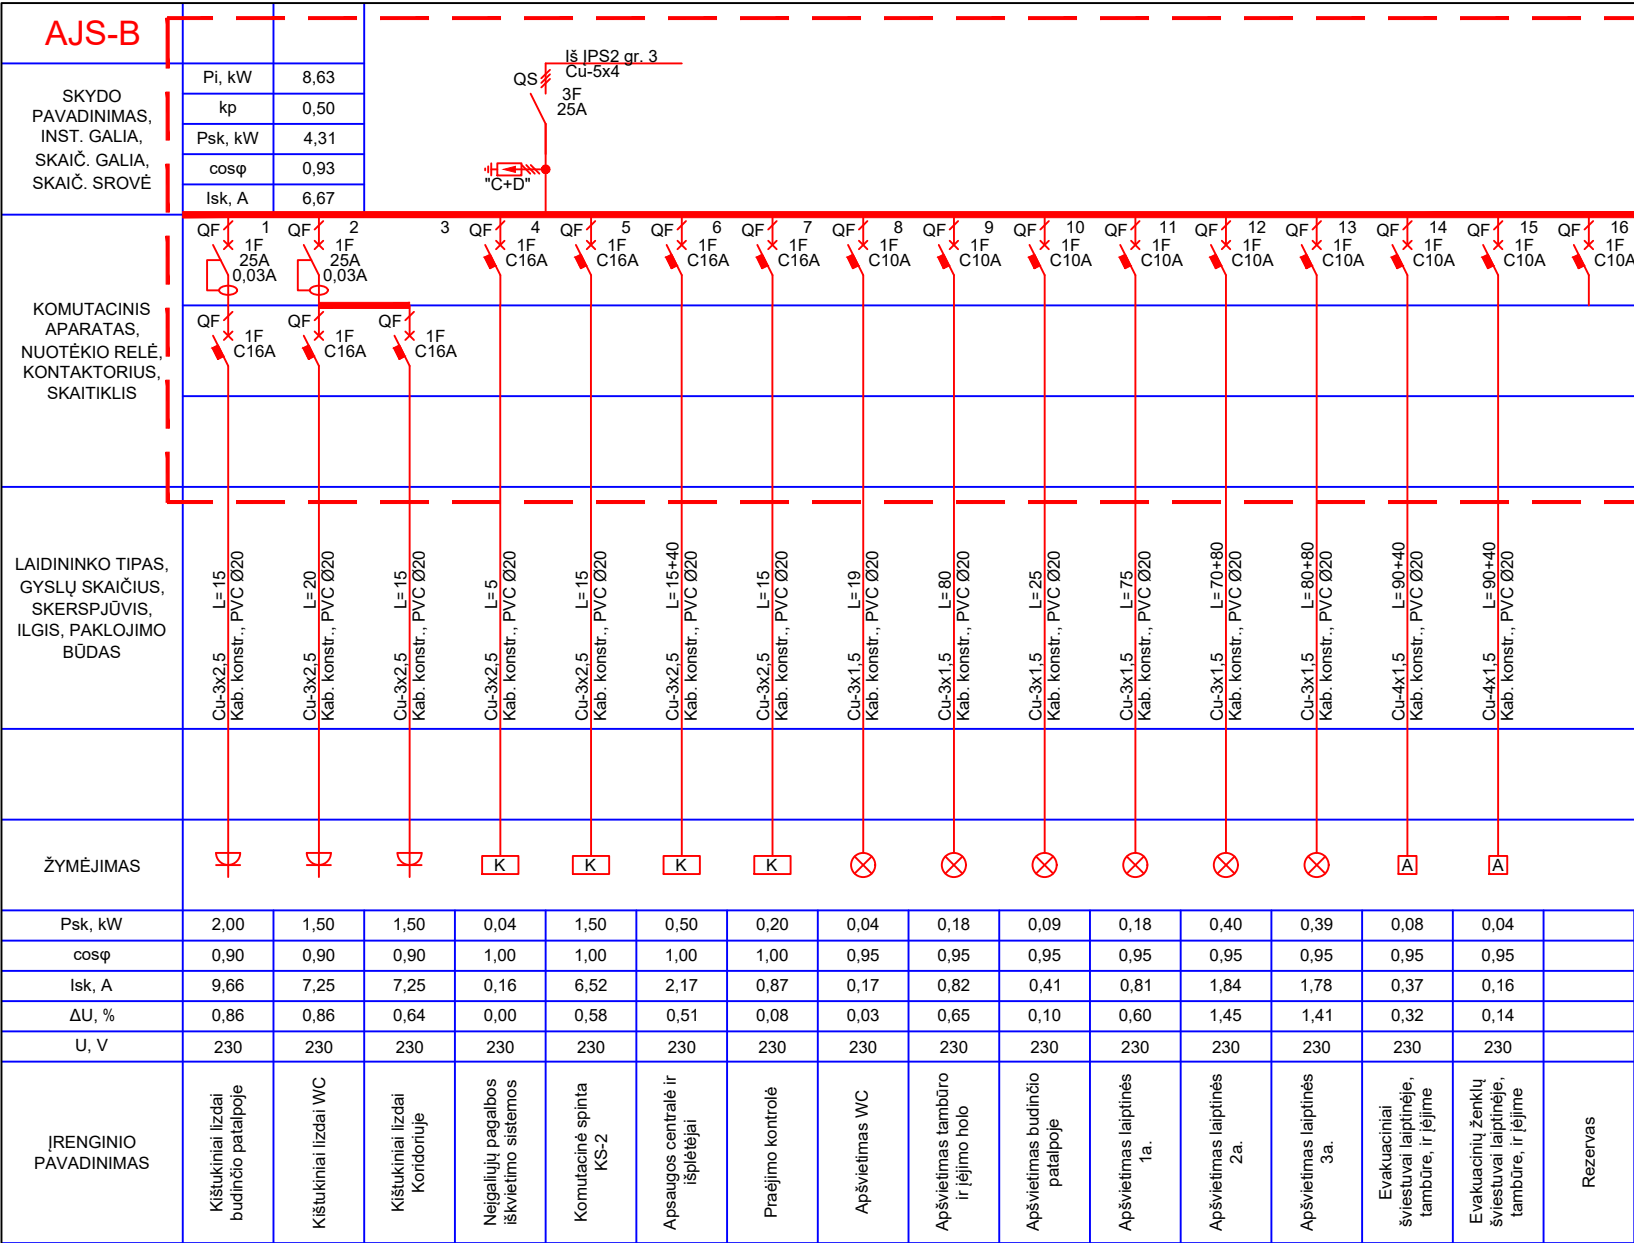 AJS-B
SKYDO
PAVADINIMAS,
INST. GALIA,
SKAIČ. GALIA,
SKAIČ. SROVĖ
Pi, kW 8,63
kp 0,50
Psk, kW 4,31
cosφ 0,93
Isk, A 6,67
Iš ĮPS2 gr. 3
Cu-5x4
QS
3F
25A
"C+D"
KOMUTACINIS
APARATAS,
NUOTĖKIO RELĖ,
KONTAKTORIUS,
SKAITIKLIS
QF 1 QF 2 3 QF 4 QF 5 QF 6 QF 7 QF 8 QF 9 QF 10 QF 11 QF 12 QF 13 QF 14 QF 15 QF 16
1F 1F 1F 1F 1F 1F 1F 1F 1F 1F 1F 1F 1F 1F 1F
25A 25A C16A C16A C16A C16A C10A C10A C10A C10A C10A C10A C10A C10A C10A
0,03A 0,03A
QF QF QF
1F 1F 1F
C16A C16A C16A
LAIDININKO TIPAS,
GYSLŲ SKAIČIUS,
SKERSPJŪVIS,
ILGIS, PAKLOJIMO
BŪDAS
Cu-3x2,5 L= 15
Kab. konstr., PVC Ø20
Cu-3x2,5 L= 20
Kab. konstr., PVC Ø20
Cu-3x2,5 L= 15
Kab. konstr., PVC Ø20
Cu-3x2,5 L= 5
Kab. konstr., PVC Ø20
Cu-3x2,5 L= 15
Kab. konstr., PVC Ø20
Cu-3x2,5 L= 15+40
Kab. konstr., PVC Ø20
Cu-3x2,5 L= 15
Kab. konstr., PVC Ø20
Cu-3x1,5 L= 19
Kab. konstr., PVC Ø20
Cu-3x1,5 L= 80
Kab. konstr., PVC Ø20
Cu-3x1,5 L= 25
Kab. konstr., PVC Ø20
Cu-3x1,5 L= 75
Kab. konstr., PVC Ø20
Cu-3x1,5 L= 70+80
Kab. konstr., PVC Ø20
Cu-3x1,5 L= 80+80
Kab. konstr., PVC Ø20
Cu-4x1,5 L= 90+40
Kab. konstr., PVC Ø20
Cu-4x1,5 L= 90+40
Kab. konstr., PVC Ø20
ŽYMĖJIMAS K K K K A A
Psk, kW 2,00 1,50 1,50 0,04 1,50 0,50 0,20 0,04 0,18 0,09 0,18 0,40 0,39 0,08 0,04
cosφ 0,90 0,90 0,90 1,00 1,00 1,00 1,00 0,95 0,95 0,95 0,95 0,95 0,95 0,95 0,95
Isk, A 9,66 7,25 7,25 0,16 6,52 2,17 0,87 0,17 0,82 0,41 0,81 1,84 1,78 0,37 0,16
ΔU, % 0,86 0,86 0,64 0,00 0,58 0,51 0,08 0,03 0,65 0,10 0,60 1,45 1,41 0,32 0,14
U, V 230 230 230 230 230 230 230 230 230 230 230 230 230 230 230
ĮRENGINIO
PAVADINIMAS
Kištukiniai lizdai
budinčio patalpoje
Kištukiniai lizdai WC
Kištukiniai lizdai
Koridoriuje
Neįgaliųjų pagalbos
iškvietimo sistemos
Komutacinė spinta
KS-2
Apsaugos centralė ir
išplėtėjai
Praėjimo kontrolė
Apšvietimas WC
Apšvietimas tambūro
ir įėjimo holo
Apšvietimas budinčio
patalpoje
Apšvietimas laiptinės
1a.
Apšvietimas laiptinės
2a.
Apšvietimas laiptinės
3a.
Evakuaciniai
šviestuvai laiptinėje,
tambūre, ir įėjime
Evakuacinių ženklų
šviestuvai laiptinėje,
tambūre, ir įėjime
Rezervas